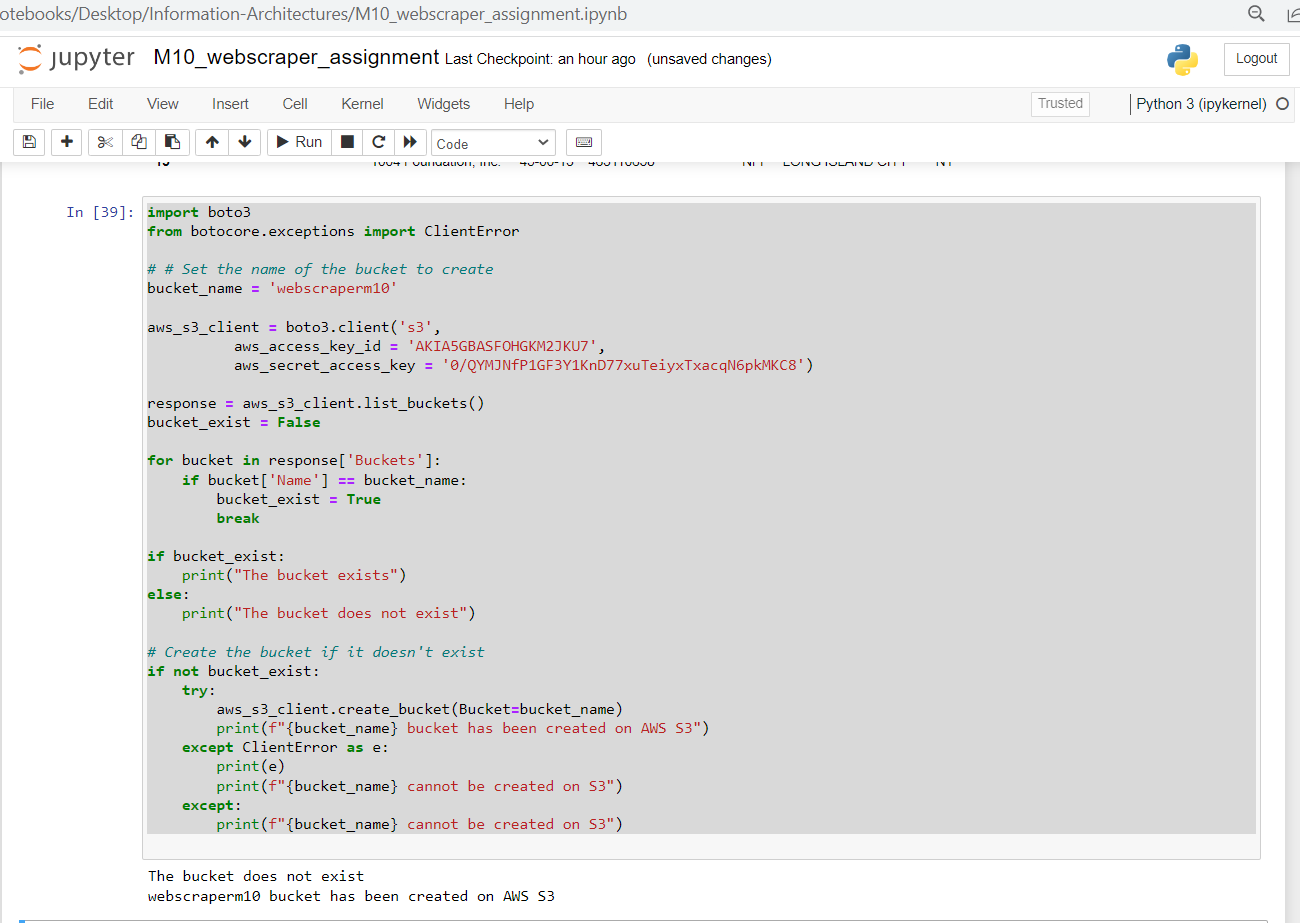 otebooks/Desktop/Information-Architectures/M10_webscraper_assignment.ipynb
jupyter M10_webscraper_assignment Last Checkpoint: an hour ago (unsaved changes) Logout
File Edit View Insert Cell Kernel Widgets Help Trusted Python 3 (ipykernel)
Run Code
Foundation, Inc. LONG ISLAND CITY
In [39]: import boto3
from botocore.exceptions import ClientError
# # Set the name of the bucket to create
bucket_name = 'webscraperm10'
aws_s3_client = boto3.client('s3',
aws_access_key_id = 'AKIA5GBASFOHGKM2JKU7',
aws_secret_access_key = '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')
response = aws_s3_client.list_buckets()
bucket_exist = False
for bucket in response['Buckets']:
if bucket['Name'] == bucket_name:
bucket_exist = True
break
if bucket_exist:
print("The bucket exists")
else:
print("The bucket does not exist")
# Create the bucket if it doesn't exist
if not bucket_exist:
try:
aws_s3_client.create_bucket(Bucket=bucket_name)
print(f"{bucket_name} bucket has been created on AWS S3")
except ClientError as e:
print(e)
print(f"{bucket_name} cannot be created on S3")
except:
print(f"{bucket_name} cannot be created on S3")
The bucket does not exist
webscraperm10 bucket has been created on AWS S3